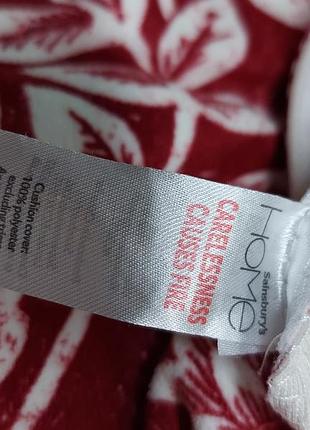 Sainsbury's
HOME
CARELESSNESS
CAUSES FIRE
Cushion cover:
100% polyester